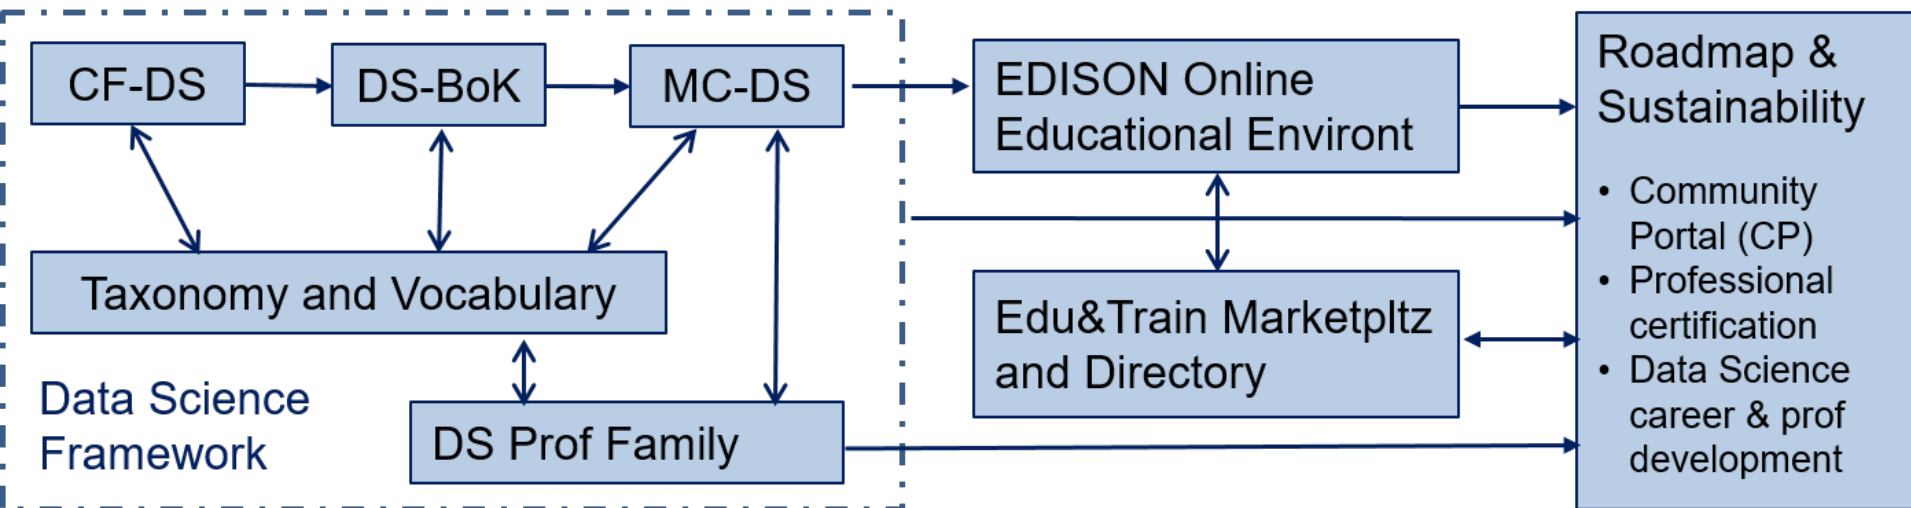 CF-DS
DS-BoK
MC-DS
Taxonomy and Vocabulary
Data Science
Framework
DS Prof Family
EDISON Online
Educational Environt
Edu&Train Marketpltz
and Directory
Roadmap &
Sustainability
• Community
Portal (CP)
• Professional
certification
• Data Science
career & prof
development